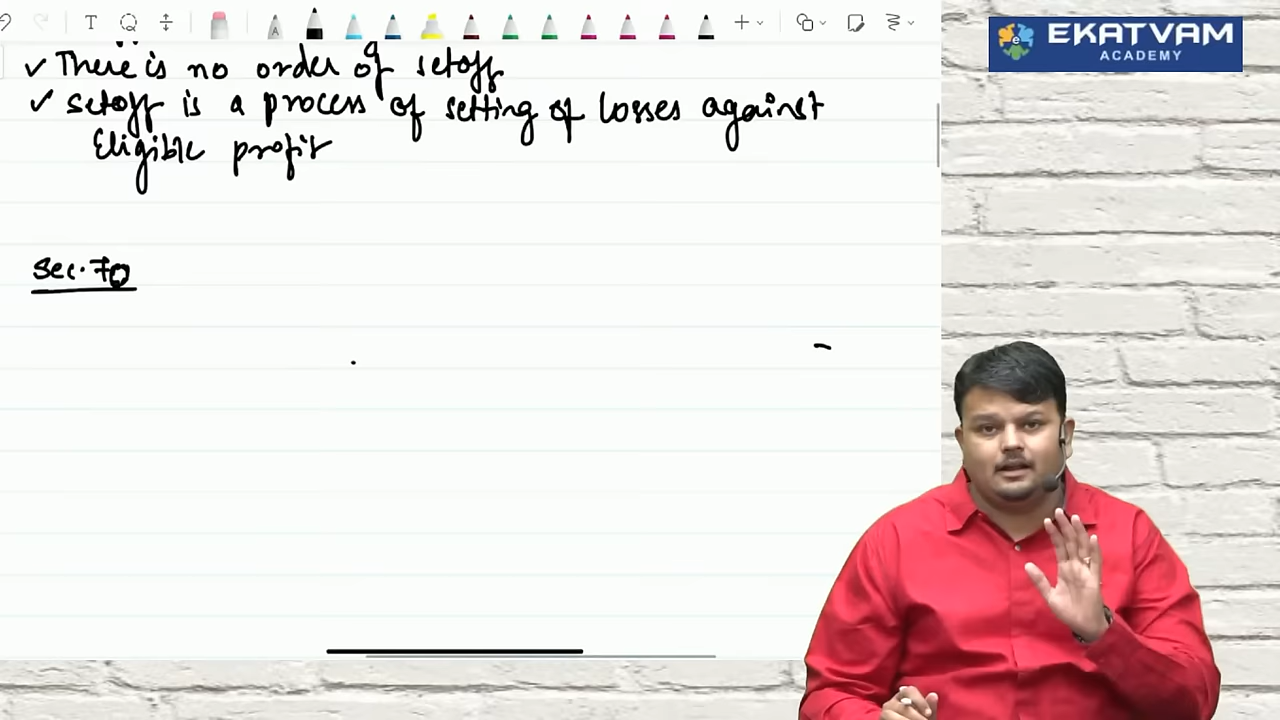 EKATVAM
ACADEMY
✓ There is no order of setoff
✓ setoff is a process of setting of losses against
Eligible profit
Sec. 70